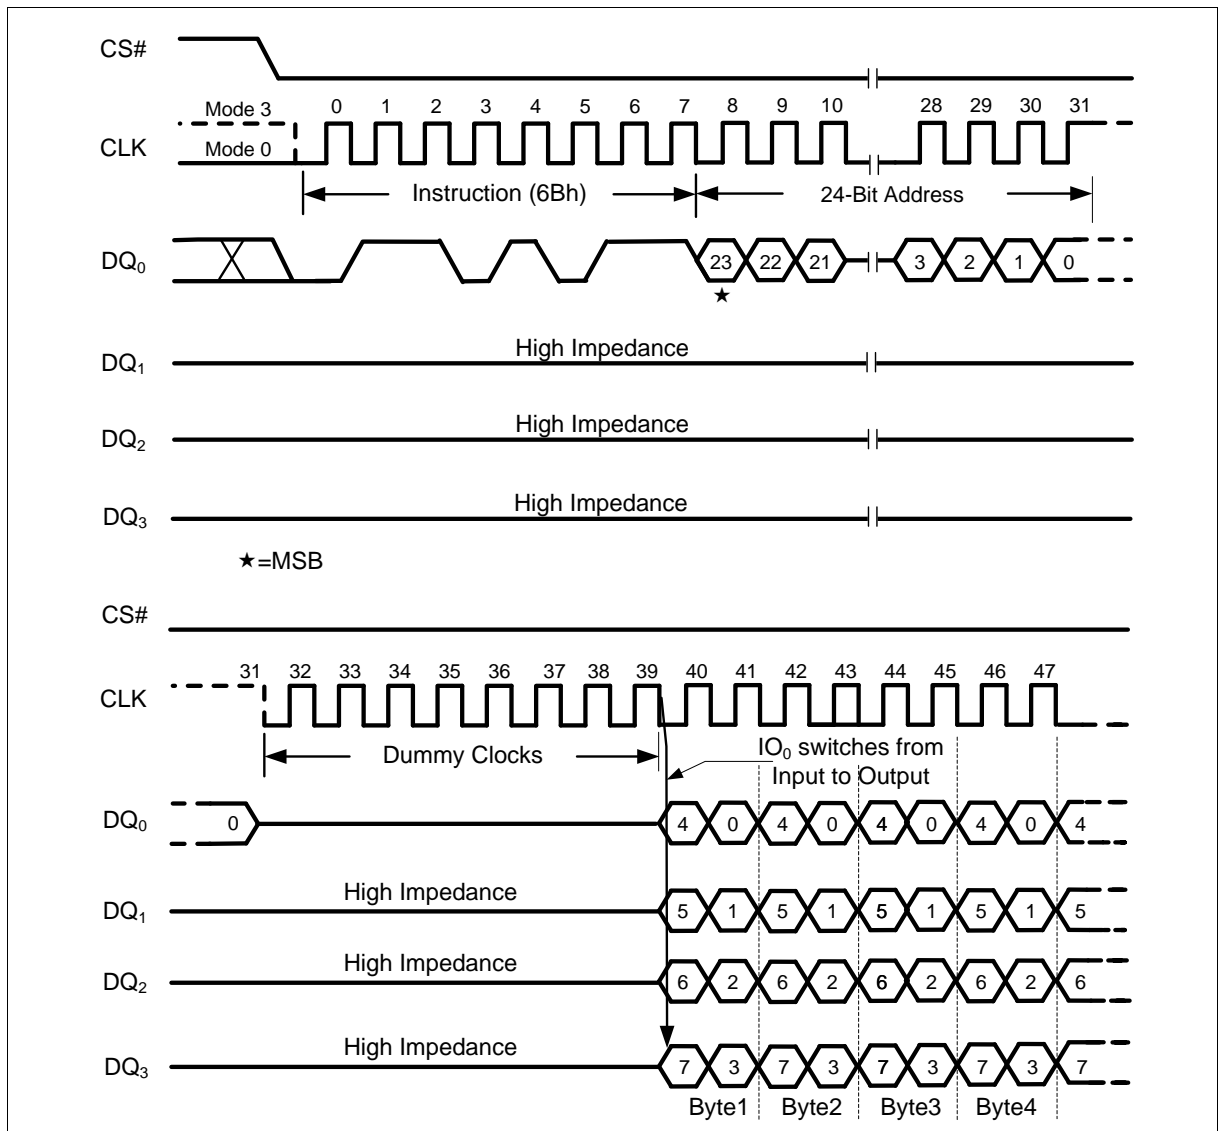 CS#
Mode 3 0 1 2 3 4 5 6 7 8 9 10 28 29 30 31
CLK Mode 0
Instruction (6Bh) 24-Bit Address
DQ0 23 22 21 3 2 1 0
★
High Impedance
DQ1
High Impedance
DQ2
High Impedance
DQ3
★=MSB
CS#
31 32 33 34 35 36 37 38 39 40 41 42 43 44 45 46 47
CLK
Dummy Clocks
IO0 switches from
Input to Output
DQ0 0 4 0 4 0 4 0 4 0 4
High Impedance
DQ1 5 1 5 1 5 1 5 1 5
High Impedance
DQ2 6 2 6 2 6 2 6 2 6
High Impedance
DQ3 7 3 7 3 7 3 7 3 7
Byte1 Byte2 Byte3 Byte4